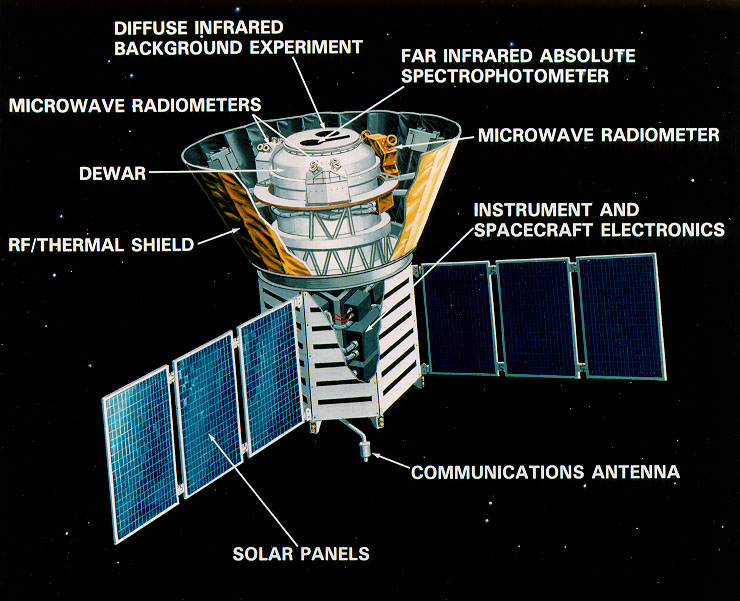 DIFFUSE INFRARED
BACKGROUND EXPERIMENT
FAR INFRARED ABSOLUTE
SPECTROPHOTOMETER
MICROWAVE RADIOMETERS
MICROWAVE RADIOMETER
DEWAR
INSTRUMENT AND
SPACECRAFT ELECTRONICS
RF/THERMAL SHIELD
COMMUNICATIONS ANTENNA
SOLAR PANELS